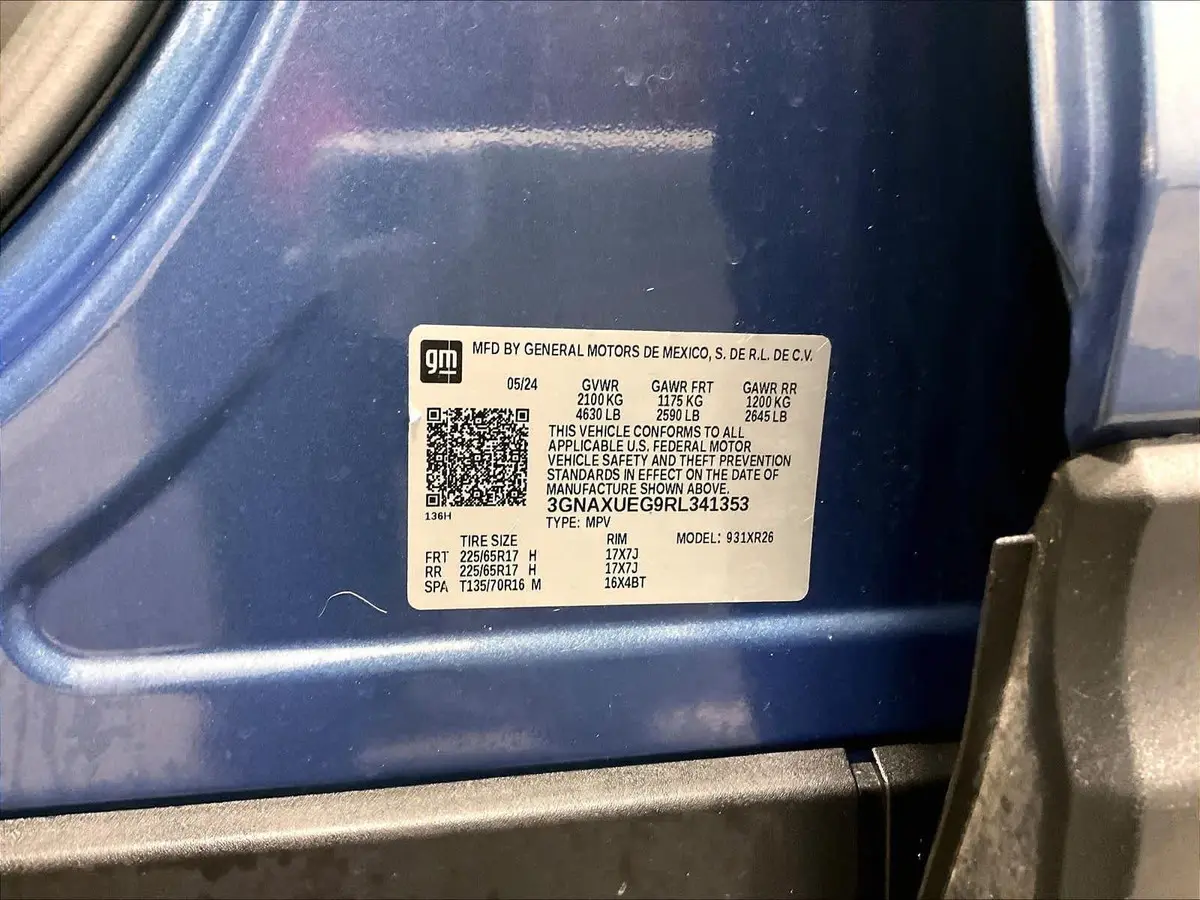 gm MFD BY GENERAL MOTORS DE MEXICO, S. DE R.L. DE C.V.
05/24 GVWR GAWR FRT GAWR RR
2100 KG 1175 KG 1200 KG
4630 LB 2590 LB 2645 LB
THIS VEHICLE CONFORMS TO ALL
APPLICABLE U.S. FEDERAL MOTOR
VEHICLE SAFETY AND THEFT PREVENTION
STANDARDS IN EFFECT ON THE DATE OF
MANUFACTURE SHOWN ABOVE.
3GNAXUEG9RL341353
136H
TYPE: MPV
TIRE SIZE RIM MODEL: 931XR26
FRT 225/65R17 H 17X7J
RR 225/65R17 H 17X7J
SPA T135/70R16 M 16X4BT